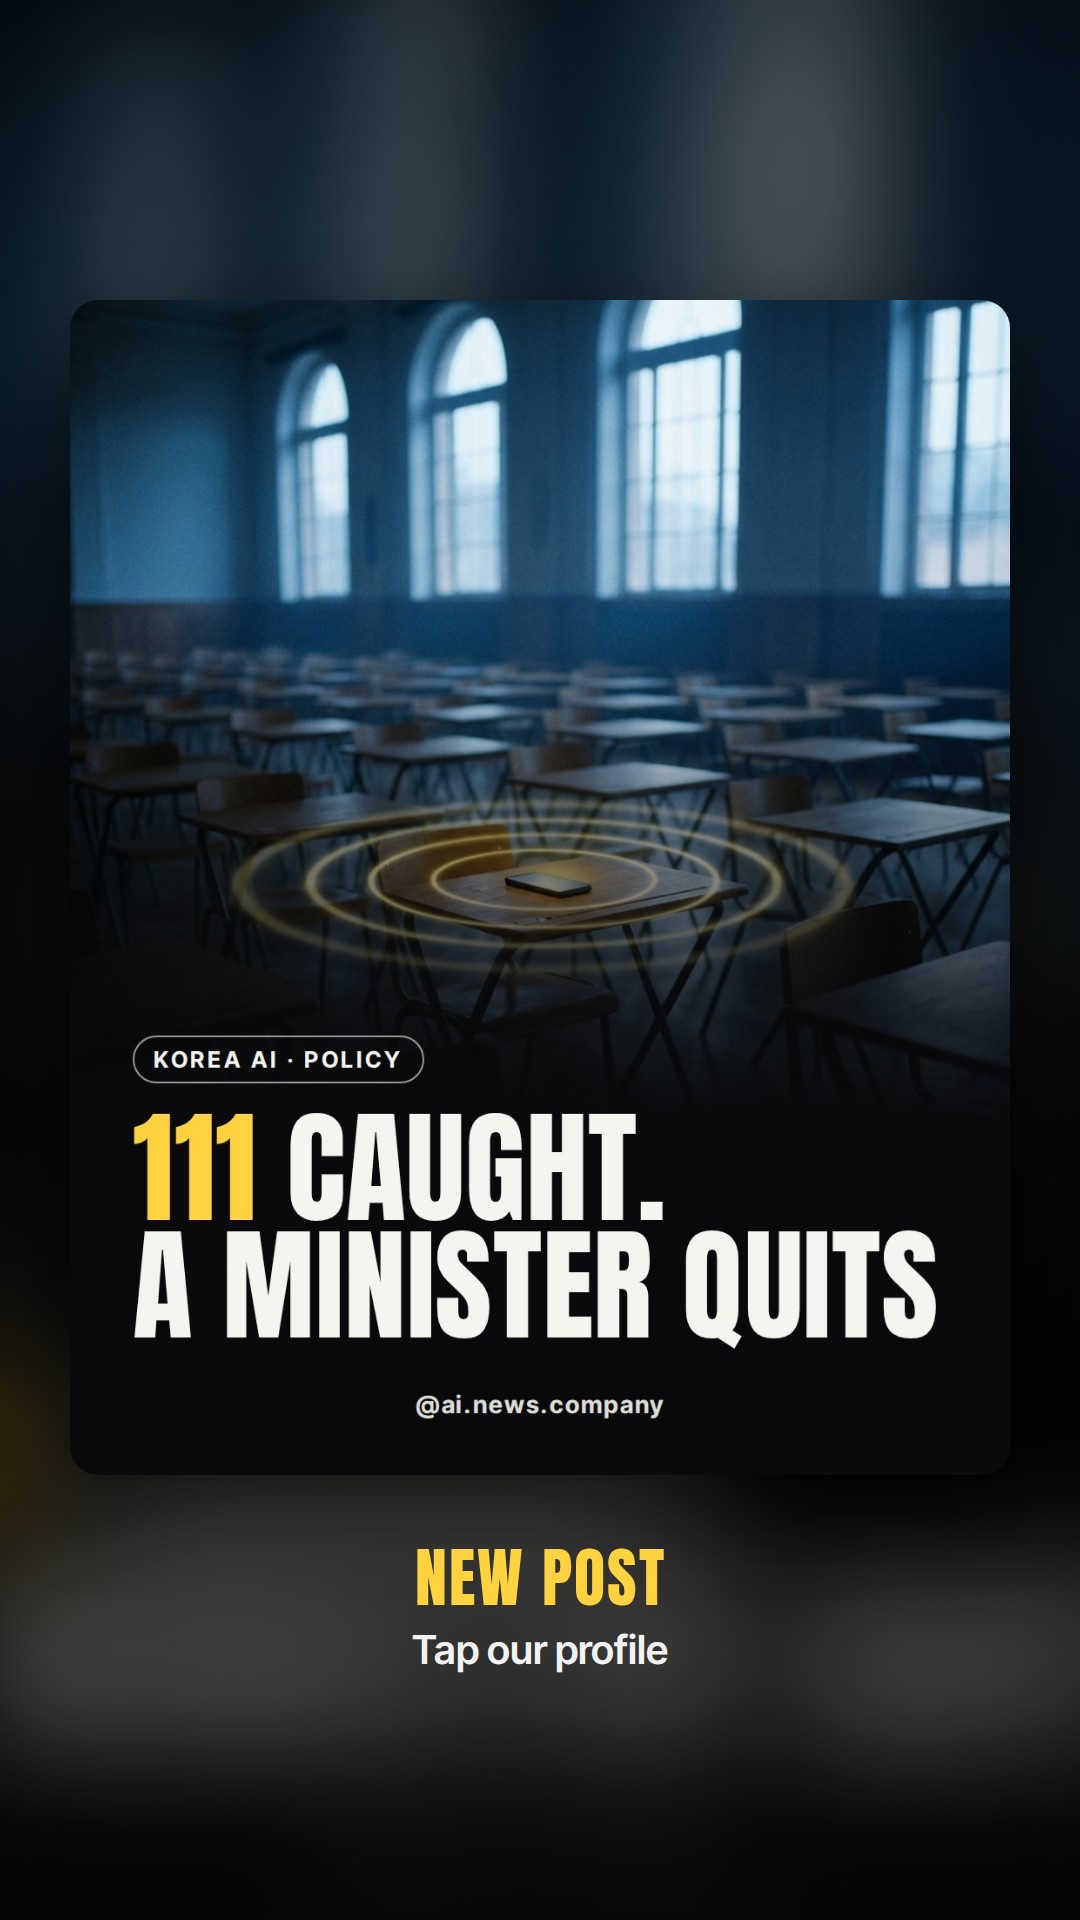 KOREA AI · POLICY
111 CAUGHT.
A MINISTER QUITS
@ai.news.company
NEW POST
Tap our profile